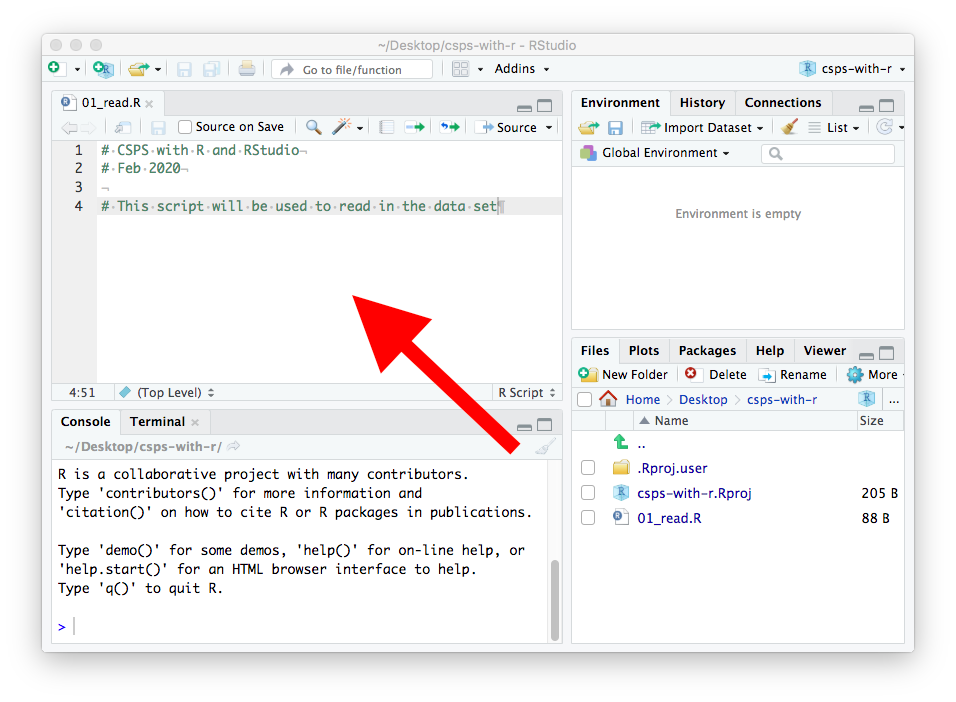 ~/Desktop/csps-with-r - RStudio
Go to file/function
Addins
csps-with-r
01_read.R
Source on Save
Source
1 # CSPS with R and RStudio
2 # Feb 2020
3
4 # This script will be used to read in the data set
4:51
(Top Level)
R Script
Console
Terminal
~/Desktop/csps-with-r/
R is a collaborative project with many contributors.
Type 'contributors()' for more information and
'citation()' on how to cite R or R packages in publications.
Type 'demo()' for some demos, 'help()' for on-line help, or
'help.start()' for an HTML browser interface to help.
Type 'q()' to quit R.
>
Environment
History
Connections
Import Dataset
List
Global Environment
Environment is empty
Files
Plots
Packages
Help
Viewer
New Folder
Delete
Rename
More
Home
Desktop
csps-with-r
...
Name
Size
..
.Rproj.user
csps-with-r.Rproj 205 B
01_read.R 88 B